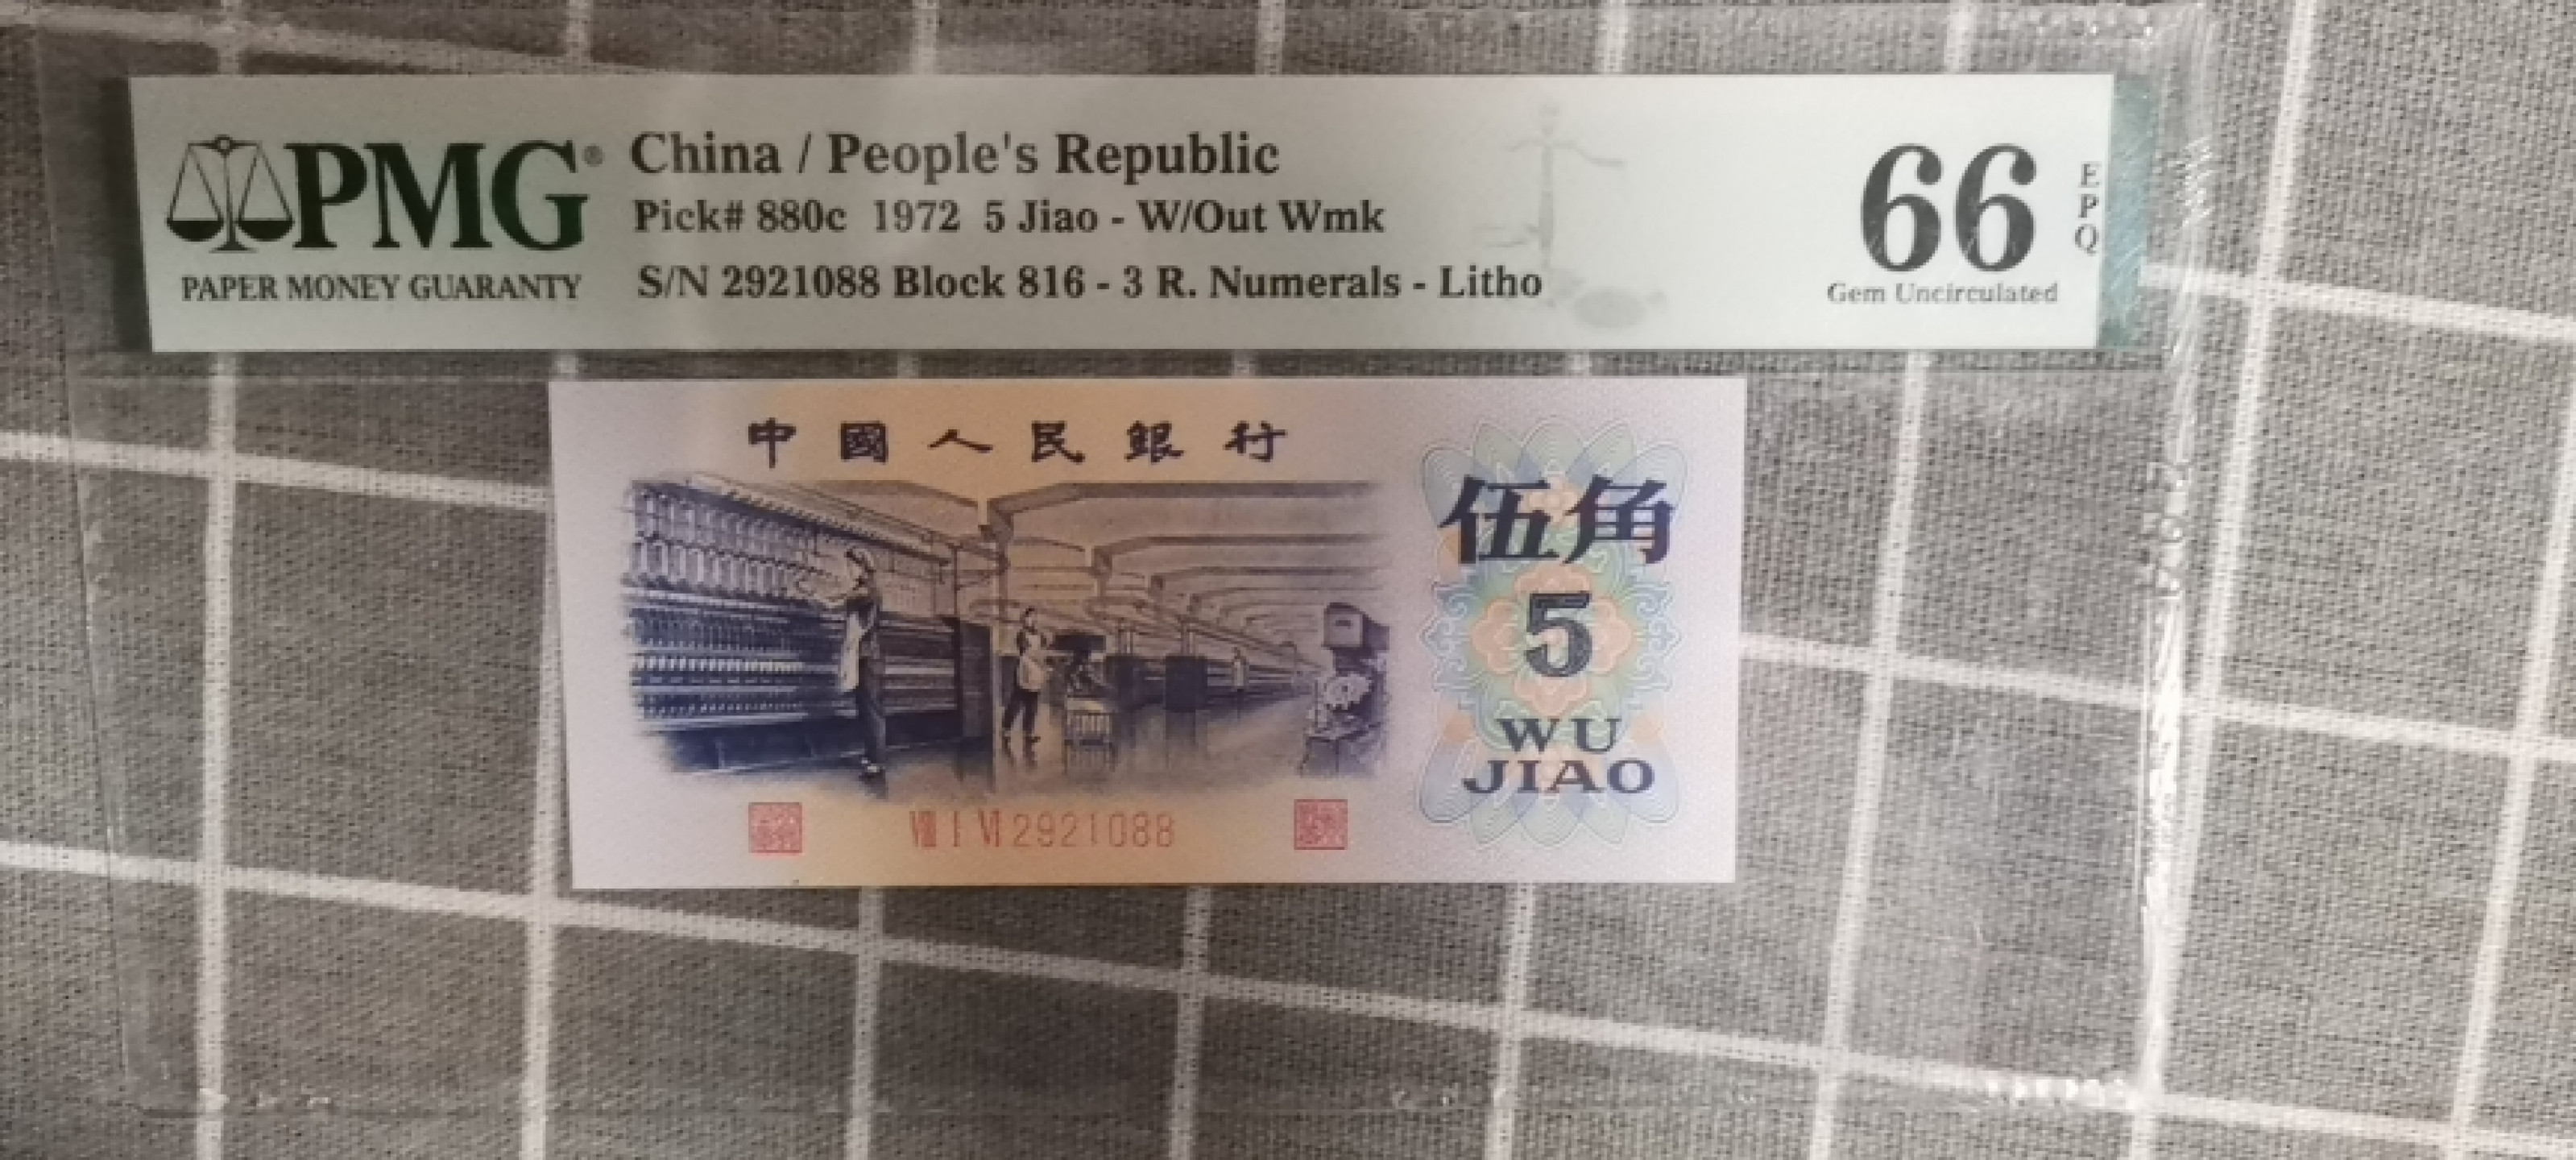 PMG®
PAPER MONEY GUARANTY
China / People's Republic
Pick# 880c 1972 5 Jiao - W/Out Wmk
S/N 2921088 Block 816 - 3 R. Numerals - Litho
66
EPQ
Gem Uncirculated
中國人民銀行
伍角
5
WU
JIAO
VIII I VI 2921088